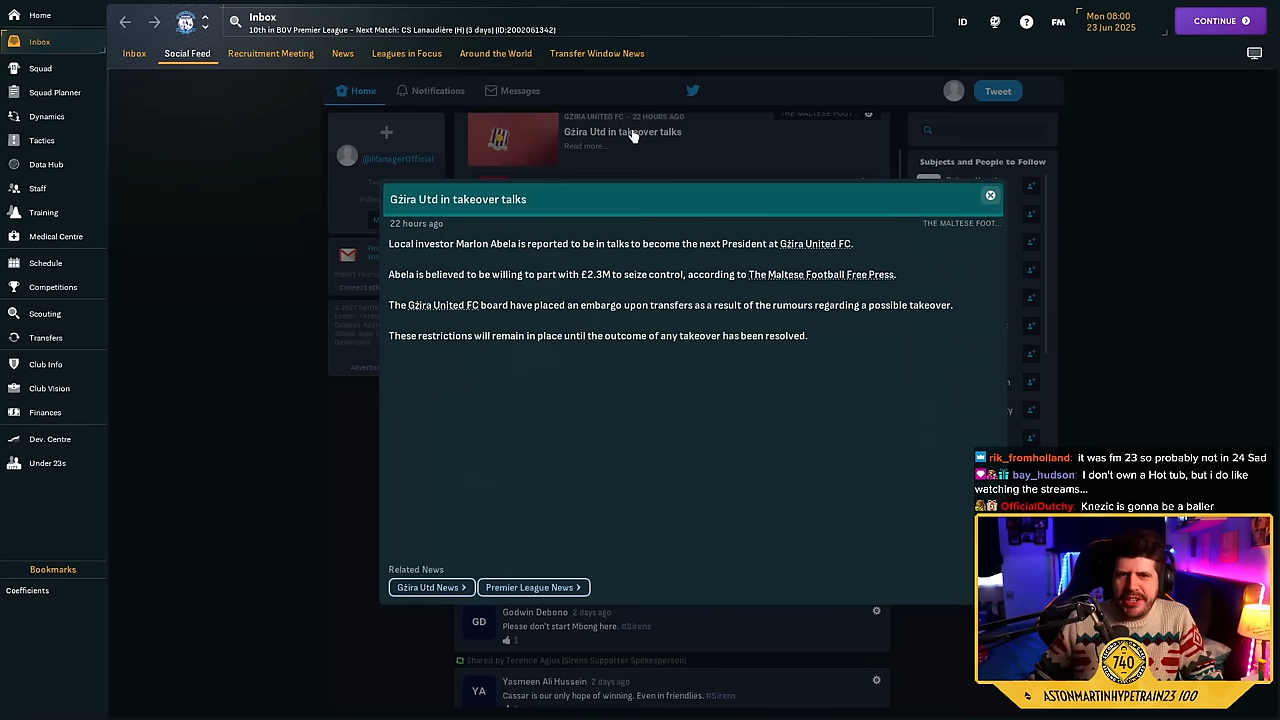 Home
Inbox
Squad
Squad Planner
Dynamics
Tactics
Data Hub
Staff
Training
Medical Centre
Schedule
Competitions
Scouting
Transfers
Club Info
Club Vision
Finances
Dev. Centre
Under 23s
Bookmarks
Coefficients
Inbox
10th in BOV Premier League - Next Match: CS Lanaudière (H) (3 days) (ID:2002061342)
ID
?
FM
Mon 08:00
23 Jun 2025
CONTINUE
Inbox
Social Feed
Recruitment Meeting
News
Leagues in Focus
Around the World
Transfer Window News
Home
Notifications
Messages
Tweet
@ManagerOfficial
GŻIRA UNITED FC - 22 HOURS AGO
THE MALTESE FOOT...
Gżira Utd in takeover talks
Read more...
Subjects and People to Follow
Gżira Utd in takeover talks
22 hours ago
THE MALTESE FOOT...
Local investor Marlon Abela is reported to be in talks to become the next President at Gżira United FC.
Abela is believed to be willing to part with £2.3M to seize control, according to The Maltese Football Free Press.
The Gżira United FC board have placed an embargo upon transfers as a result of the rumours regarding a possible takeover.
These restrictions will remain in place until the outcome of any takeover has been resolved.
Related News
Gżira Utd News >
Premier League News >
GD
Godwin Debono 2 days ago
Please don't start Mbong here. #Sirens
1
Shared by Terence Agius (Sirens Supporter Spokesperson)
YA
Yasmeen Ali Hussein 2 days ago
Cassar is our only hope of winning. Even in friendlies. #Sirens
rik_fromholland: it was fm 23 so probably not in 24 Sad
bay_hudson: I don't own a Hot tub, but i do like
watching the streams...
OfficialDutchy: Knezic is gonna be a baller
740
ASTONMARTINHYPETRAIN23 100